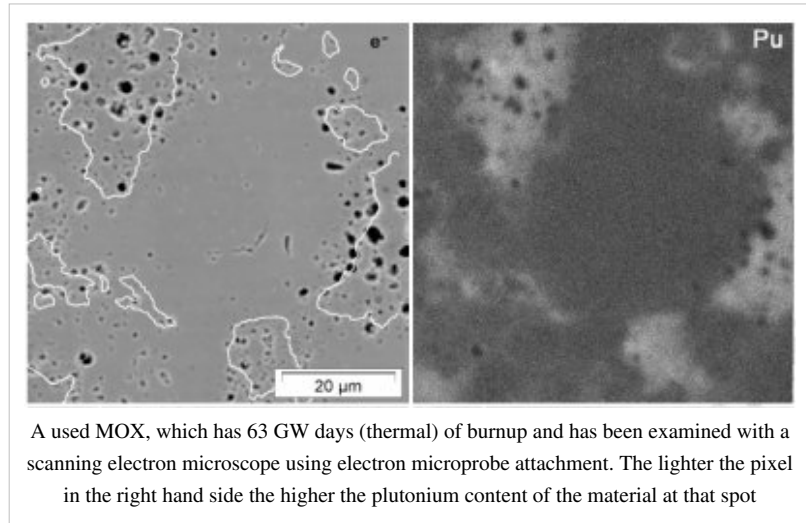 e⁻
Pu
20 µm
A used MOX, which has 63 GW days (thermal) of burnup and has been examined with a
scanning electron microscope using electron microprobe attachment. The lighter the pixel
in the right hand side the higher the plutonium content of the material at that spot